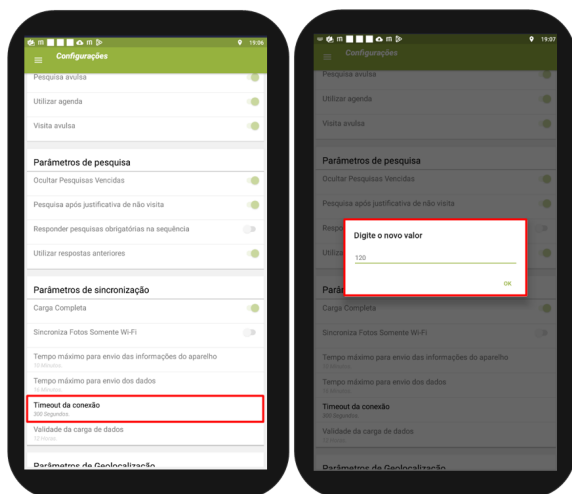 19:06
Configurações
Pesquisa avulsa
Utilizar agenda
Visita avulsa
Parâmetros de pesquisa
Ocultar Pesquisas Vencidas
Pesquisa após justificativa de não visita
Responder pesquisas obrigatórias na sequência
Utilizar respostas anteriores
Parâmetros de sincronização
Carga Completa
Sincroniza Fotos Somente Wi-Fi
Tempo máximo para envio das informações do aparelho
10 Minutos
Tempo máximo para envio dos dados
Timeout da conexão
300 Segundos
Validade da carga de dados
12 Horas
Parâmetros de Geolocalização
19:07
Configurações
Pesquisa avulsa
Utilizar agenda
Visita avulsa
Parâmetros de pesquisa
Ocultar Pesquisas Vencidas
Pesquisa após justificativa de não visita
Respo
Utiliza
Digite o novo valor
120
OK
Parâ
Carga Completa
Sincroniza Fotos Somente Wi-Fi
Tempo máximo para envio das informações do aparelho
10 Minutos
Tempo máximo para envio dos dados
Timeout da conexão
300 Segundos
Validade da carga de dados
12 Horas
Parâmetros de Geolocalização